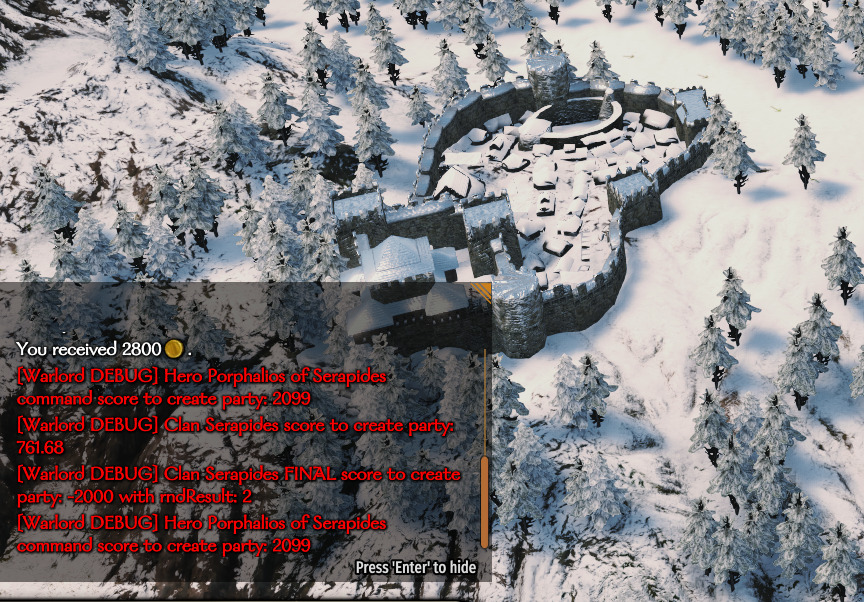 You received 2800 .
[Warlord DEBUG] Hero Porphalios of Serapides
command score to create party: 2099
[Warlord DEBUG] Clan Serapides score to create party:
761.68
[Warlord DEBUG] Clan Serapides FINAL score to create
party: -2000 with rndResult: 2
[Warlord DEBUG] Hero Porphalios of Serapides
command score to create party: 2099
Press 'Enter' to hide